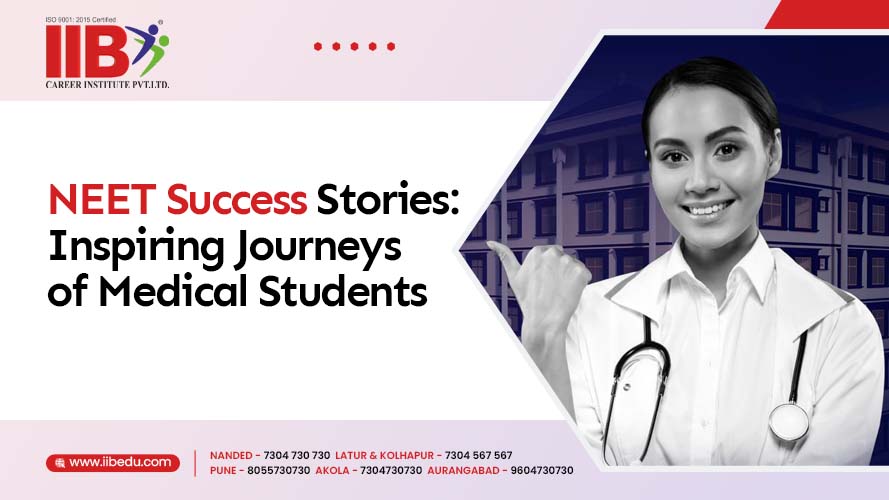 ISO 9001: 2015 Certified
IIB
®
CAREER INSTITUTE PVT.LTD.
NEET Success Stories:
Inspiring Journeys
of Medical Students
www.iibedu.com
NANDED - 7304 730 730 LATUR & KOLHAPUR - 7304 567 567
PUNE - 8055730730 AKOLA - 7304730730 AURANGABAD - 9604730730